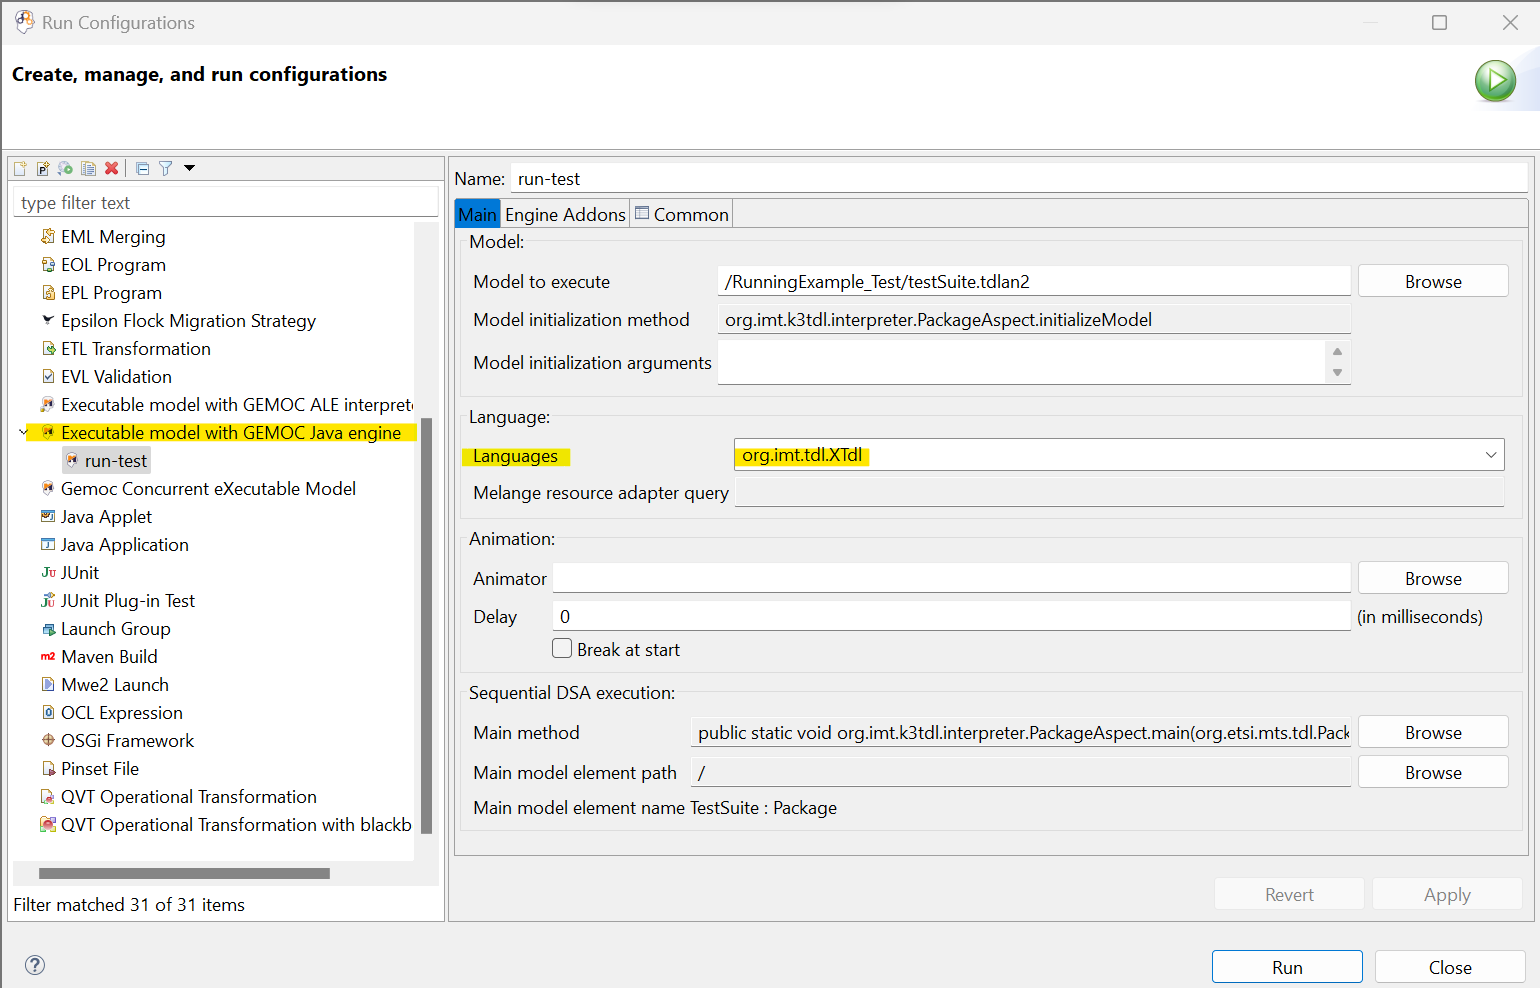 Run Configurations
Create, manage, and run configurations
type filter text
EML Merging
EOL Program
EPL Program
Epsilon Flock Migration Strategy
ETL Transformation
EVL Validation
Executable model with GEMOC ALE interprete
Executable model with GEMOC Java engine
run-test
Gemoc Concurrent eXecutable Model
Java Applet
Java Application
JUnit
JUnit Plug-in Test
Launch Group
Maven Build
Mwe2 Launch
OCL Expression
OSGi Framework
Pinset File
QVT Operational Transformation
QVT Operational Transformation with blackb
Filter matched 31 of 31 items
Name: run-test
Main Engine Addons Common
Model:
Model to execute /RunningExample_Test/testSuite.tdlan2 Browse
Model initialization method org.imt.k3tdl.interpreter.PackageAspect.initializeModel
Model initialization arguments
Language:
Languages org.imt.tdl.XTdl
Melange resource adapter query
Animation:
Animator Browse
Delay 0 (in milliseconds)
Break at start
Sequential DSA execution:
Main method public static void org.imt.k3tdl.interpreter.PackageAspect.main(org.etsi.mts.tdl.Pack Browse
Main model element path / Browse
Main model element name TestSuite : Package
Revert Apply
Run Close